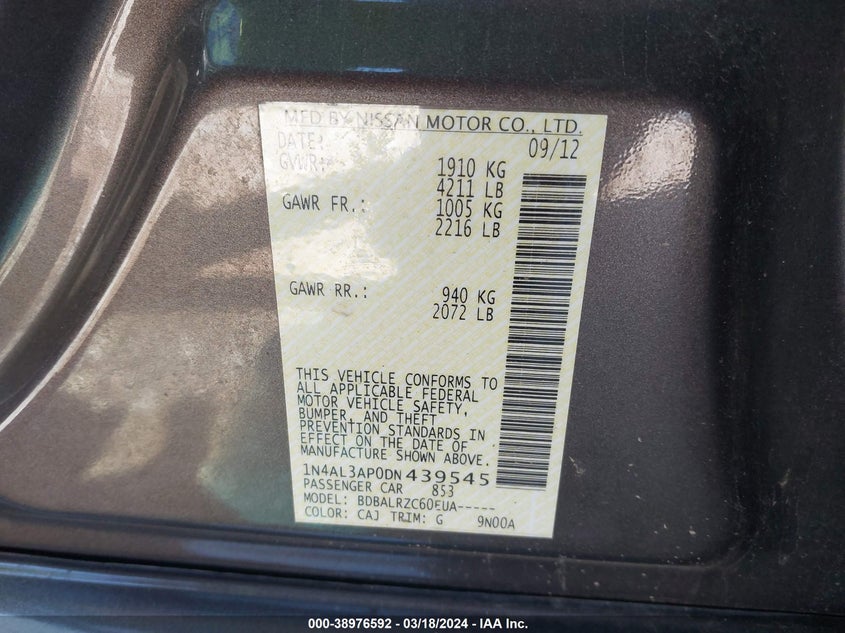 MFD BY NISSAN MOTOR CO., LTD.
DATE: 09/12
GVWR: 1910 KG
4211 LB
GAWR FR.: 1005 KG
2216 LB
GAWR RR.: 940 KG
2072 LB
THIS VEHICLE CONFORMS TO
ALL APPLICABLE FEDERAL
MOTOR VEHICLE SAFETY,
BUMPER, AND THEFT
PREVENTION STANDARDS IN
EFFECT ON THE DATE OF
MANUFACTURE SHOWN ABOVE.
1N4AL3AP0DN439545
PASSENGER CAR 853
MODEL: BDBALRZC60EUA-----
COLOR: CAJ TRIM: G 9N00A
000-38976592 - 03/18/2024 - IAA Inc.